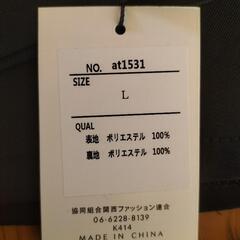 NO. at1531
SIZE
L
QUAL
表地 ポリエステル 100%
裏地 ポリエステル 100%
協同組合関西ファッション連合
06-6228-8139
K414
MADE IN CHINA